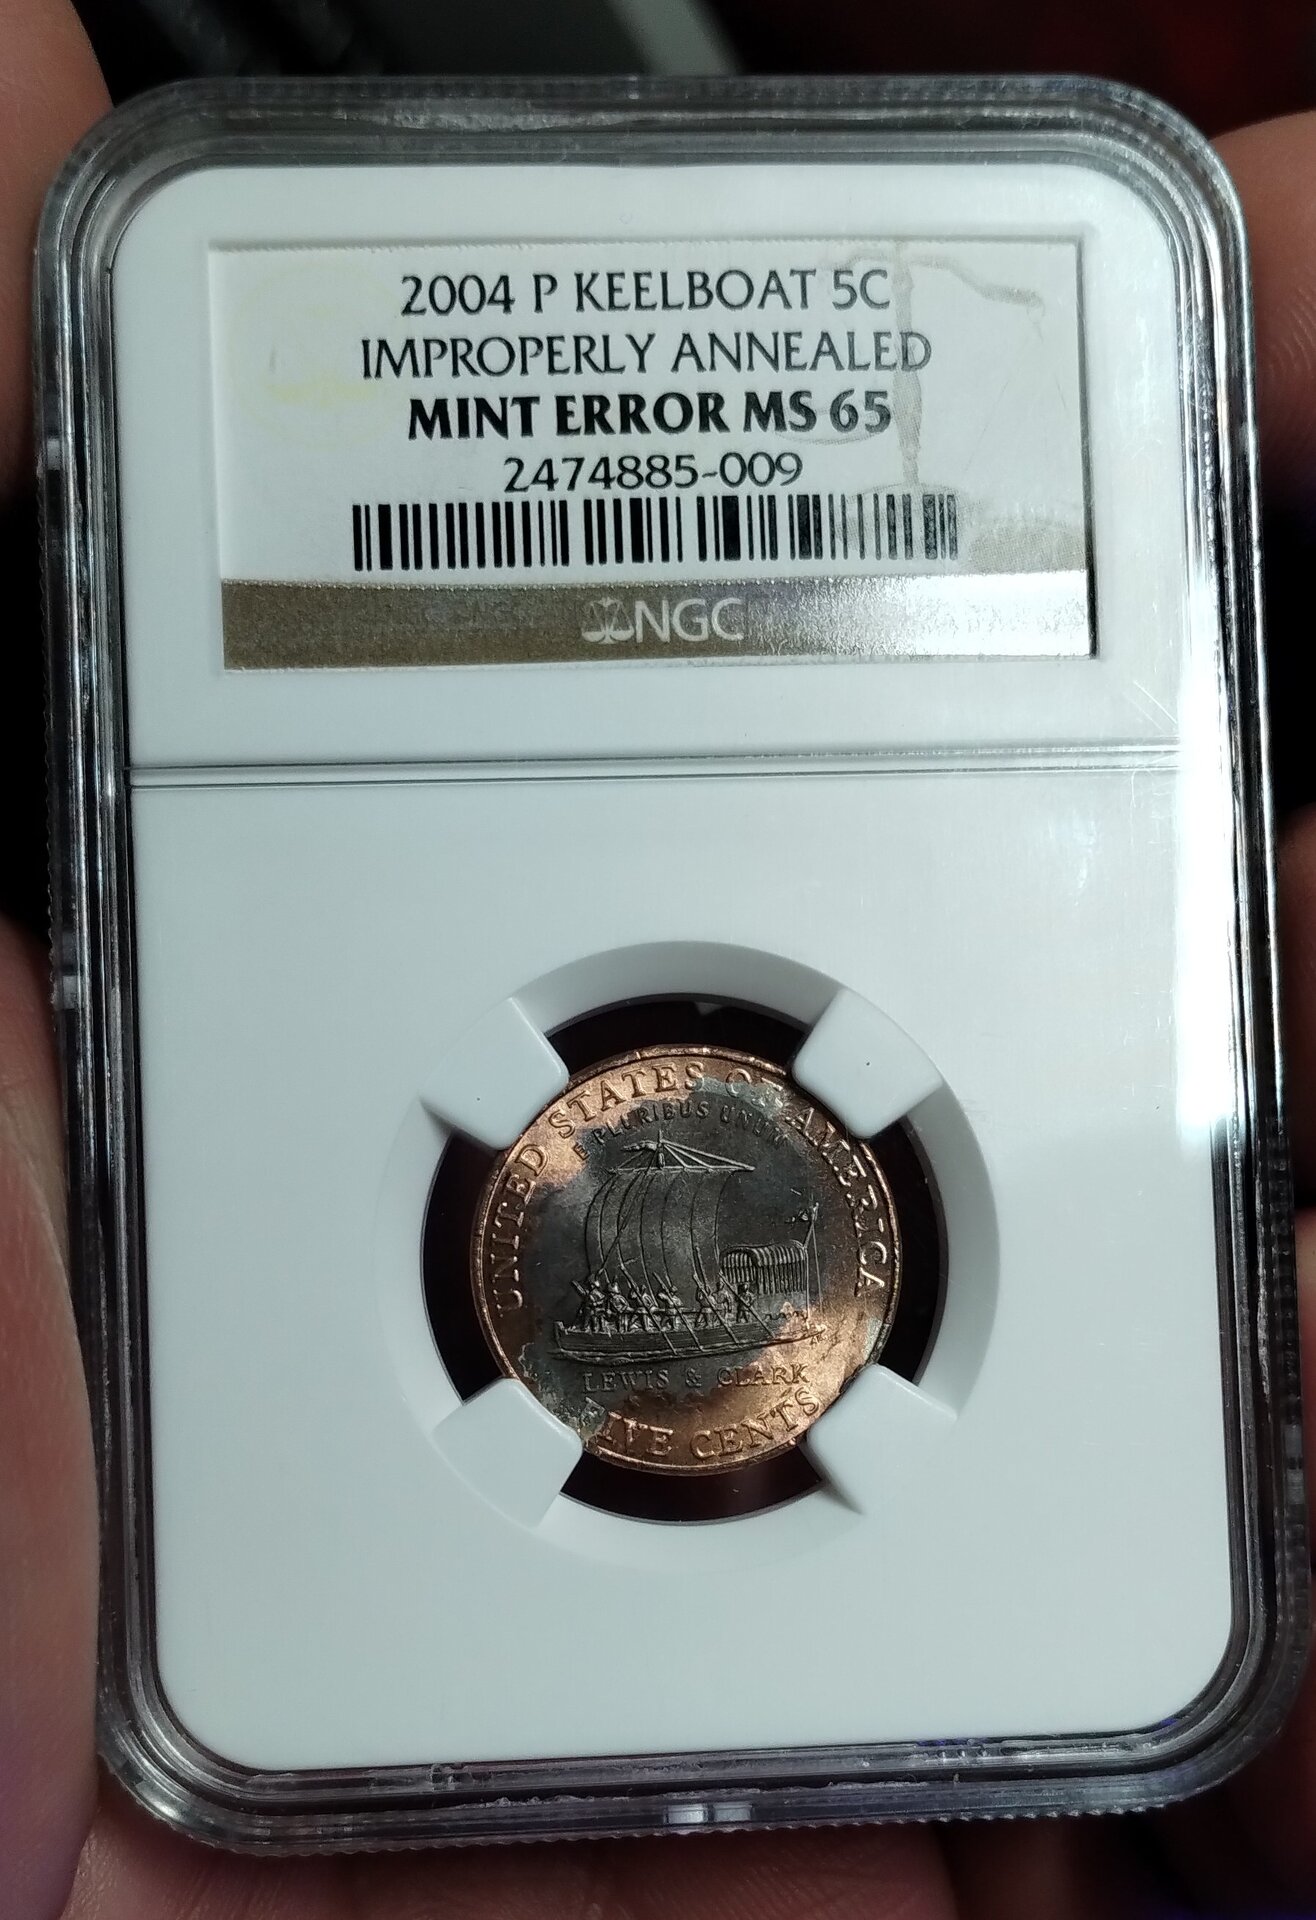 2004 P KEELBOAT 5C
IMPROPERLY ANNEALED
MINT ERROR MS 65
2474885-009
NGC
UNITED STATES OF AMERICA
E PLURIBUS UNUM
LEWIS & CLARK
FIVE CENTS